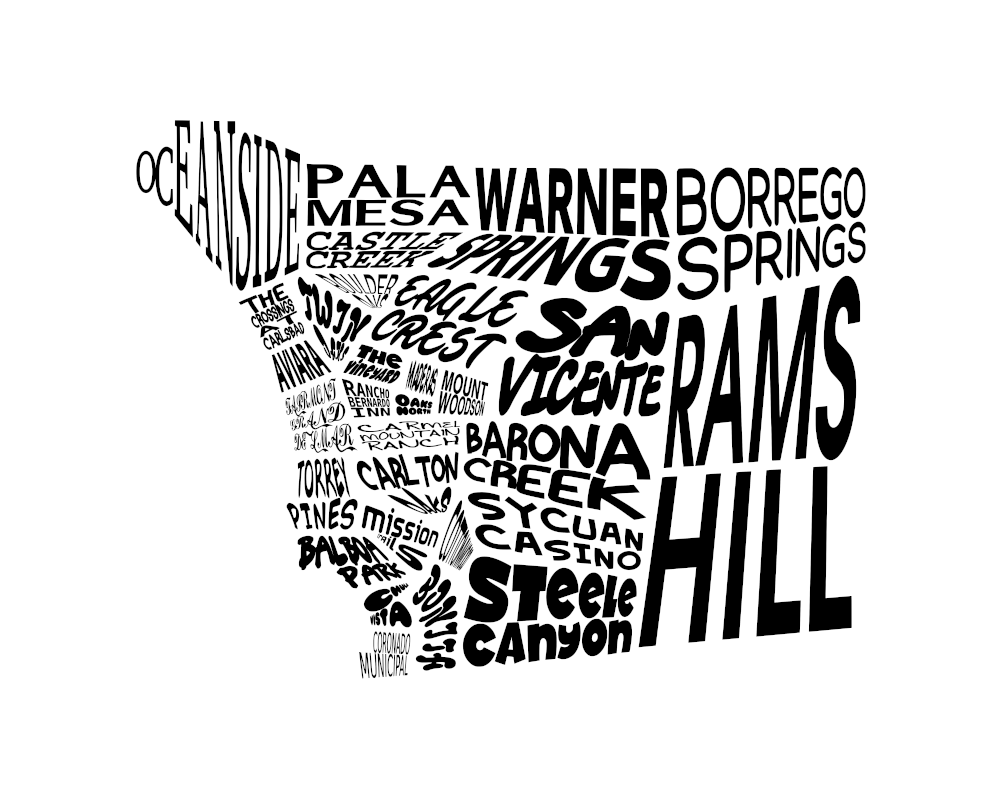 OCEANSIDE
PALA
MESA
WARNER
SPRINGS
BORREGO
SPRINGS
CASTLE
CREEK
BOULDER
THE
CROSSINGS
AT
CARLSBAD
TWIN
OAKS
EAGLE
CREST
SAN
VICENTE
RAMS
HILL
AVIARA
THE
Vineyard
MADERAS
MOUNT
WOODSON
FAIRMONT
GRAND
DEL MAR
RANCHO
BERNARDO
INN
OAKS
NORTH
CARMEL
MOUNTAIN
RANCH
BARONA
CREEK
TORREY
PINES
CARLTON
OAKS
SYCUAN
CASINO
mission
TRAILS
BALBOA
PARK
STeele
CAnyon
CHULA
VISTA
BONITA
CORONADO
MUNICIPAL